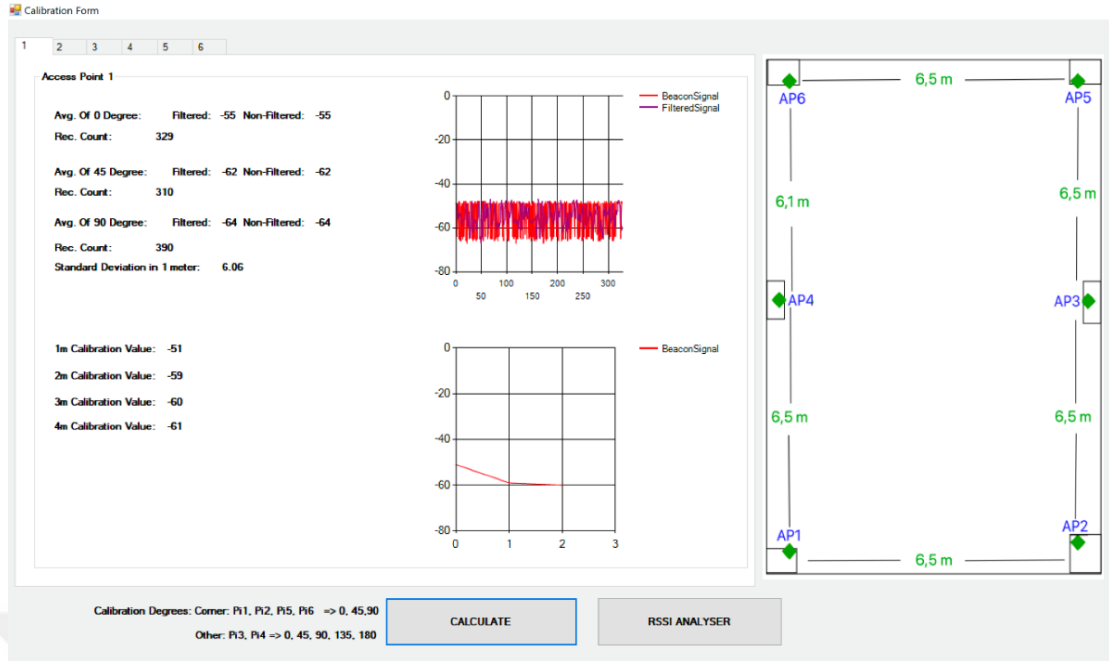 Calibration Form
1 2 3 4 5 6
Access Point 1
Avg. Of 0 Degree: Filtered: -55 Non-Filtered: -55
Rec. Count: 329
Avg. Of 45 Degree: Filtered: -62 Non-Filtered: -62
Rec. Count: 310
Avg. Of 90 Degree: Filtered: -64 Non-Filtered: -64
Rec. Count: 390
Standard Deviation in 1 meter: 6.06
0
-20
-40
-60
-80
0 100 200 300
50 150 250
BeaconSignal
FilteredSignal
1m Calibration Value: -51
2m Calibration Value: -59
3m Calibration Value: -60
4m Calibration Value: -61
0
-20
-40
-60
-80
0 1 2 3
BeaconSignal
6,5 m
AP6 AP5
6,1 m 6,5 m
AP4 AP3
6,5 m 6,5 m
AP1 AP2
6,5 m
Calibration Degrees: Corner: Pi1, Pi2, Pi5, Pi6 => 0, 45,90
Other: Pi3, Pi4 => 0, 45, 90, 135, 180
CALCULATE
RSSI ANALYSER